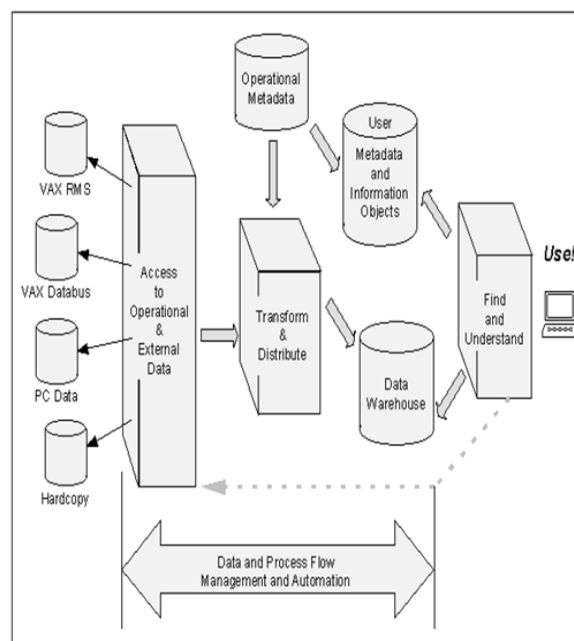 Operational
Metadata
User
Metadata
and
Information
Objects
VAX RMS
VAX Databus
PC Data
Hardcopy
Access
to
Operational
&
External
Data
Transform
&
Distribute
Data
Warehouse
Find
and
Understand
Use!
Data and Process Flow
Management and Automation